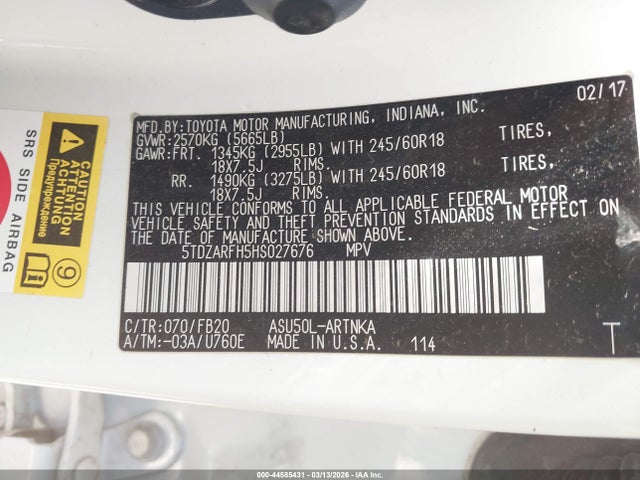 02/17
MFD.BY:TOYOTA MOTOR MANUFACTURING, INDIANA, INC.
GVWR:2570KG (5665LB)
GAWR:FRT. 1345KG (2955LB) WITH 245/60R18 TIRES,
18X7.5J RIMS,
RR. 1490KG (3275LB) WITH 245/60R18 TIRES,
18X7.5J RIMS.
THIS VEHICLE CONFORMS TO ALL APPLICABLE FEDERAL MOTOR
VEHICLE SAFETY AND THEFT PREVENTION STANDARDS IN EFFECT ON
THE DATE OF MANUFACTURE SHOWN ABOVE.
5TDZARFH5HS027676 MPV
C/TR:070/FB20 ASU50L-ARTNKA
A/TM:-03A/U760E MADE IN U.S.A. 114 T
SRS SIDE AIRBAG
ATTENTION
ACHTUNG
Предупреждение
9
000-44585431 - 03/13/2026 - IAAI.COM